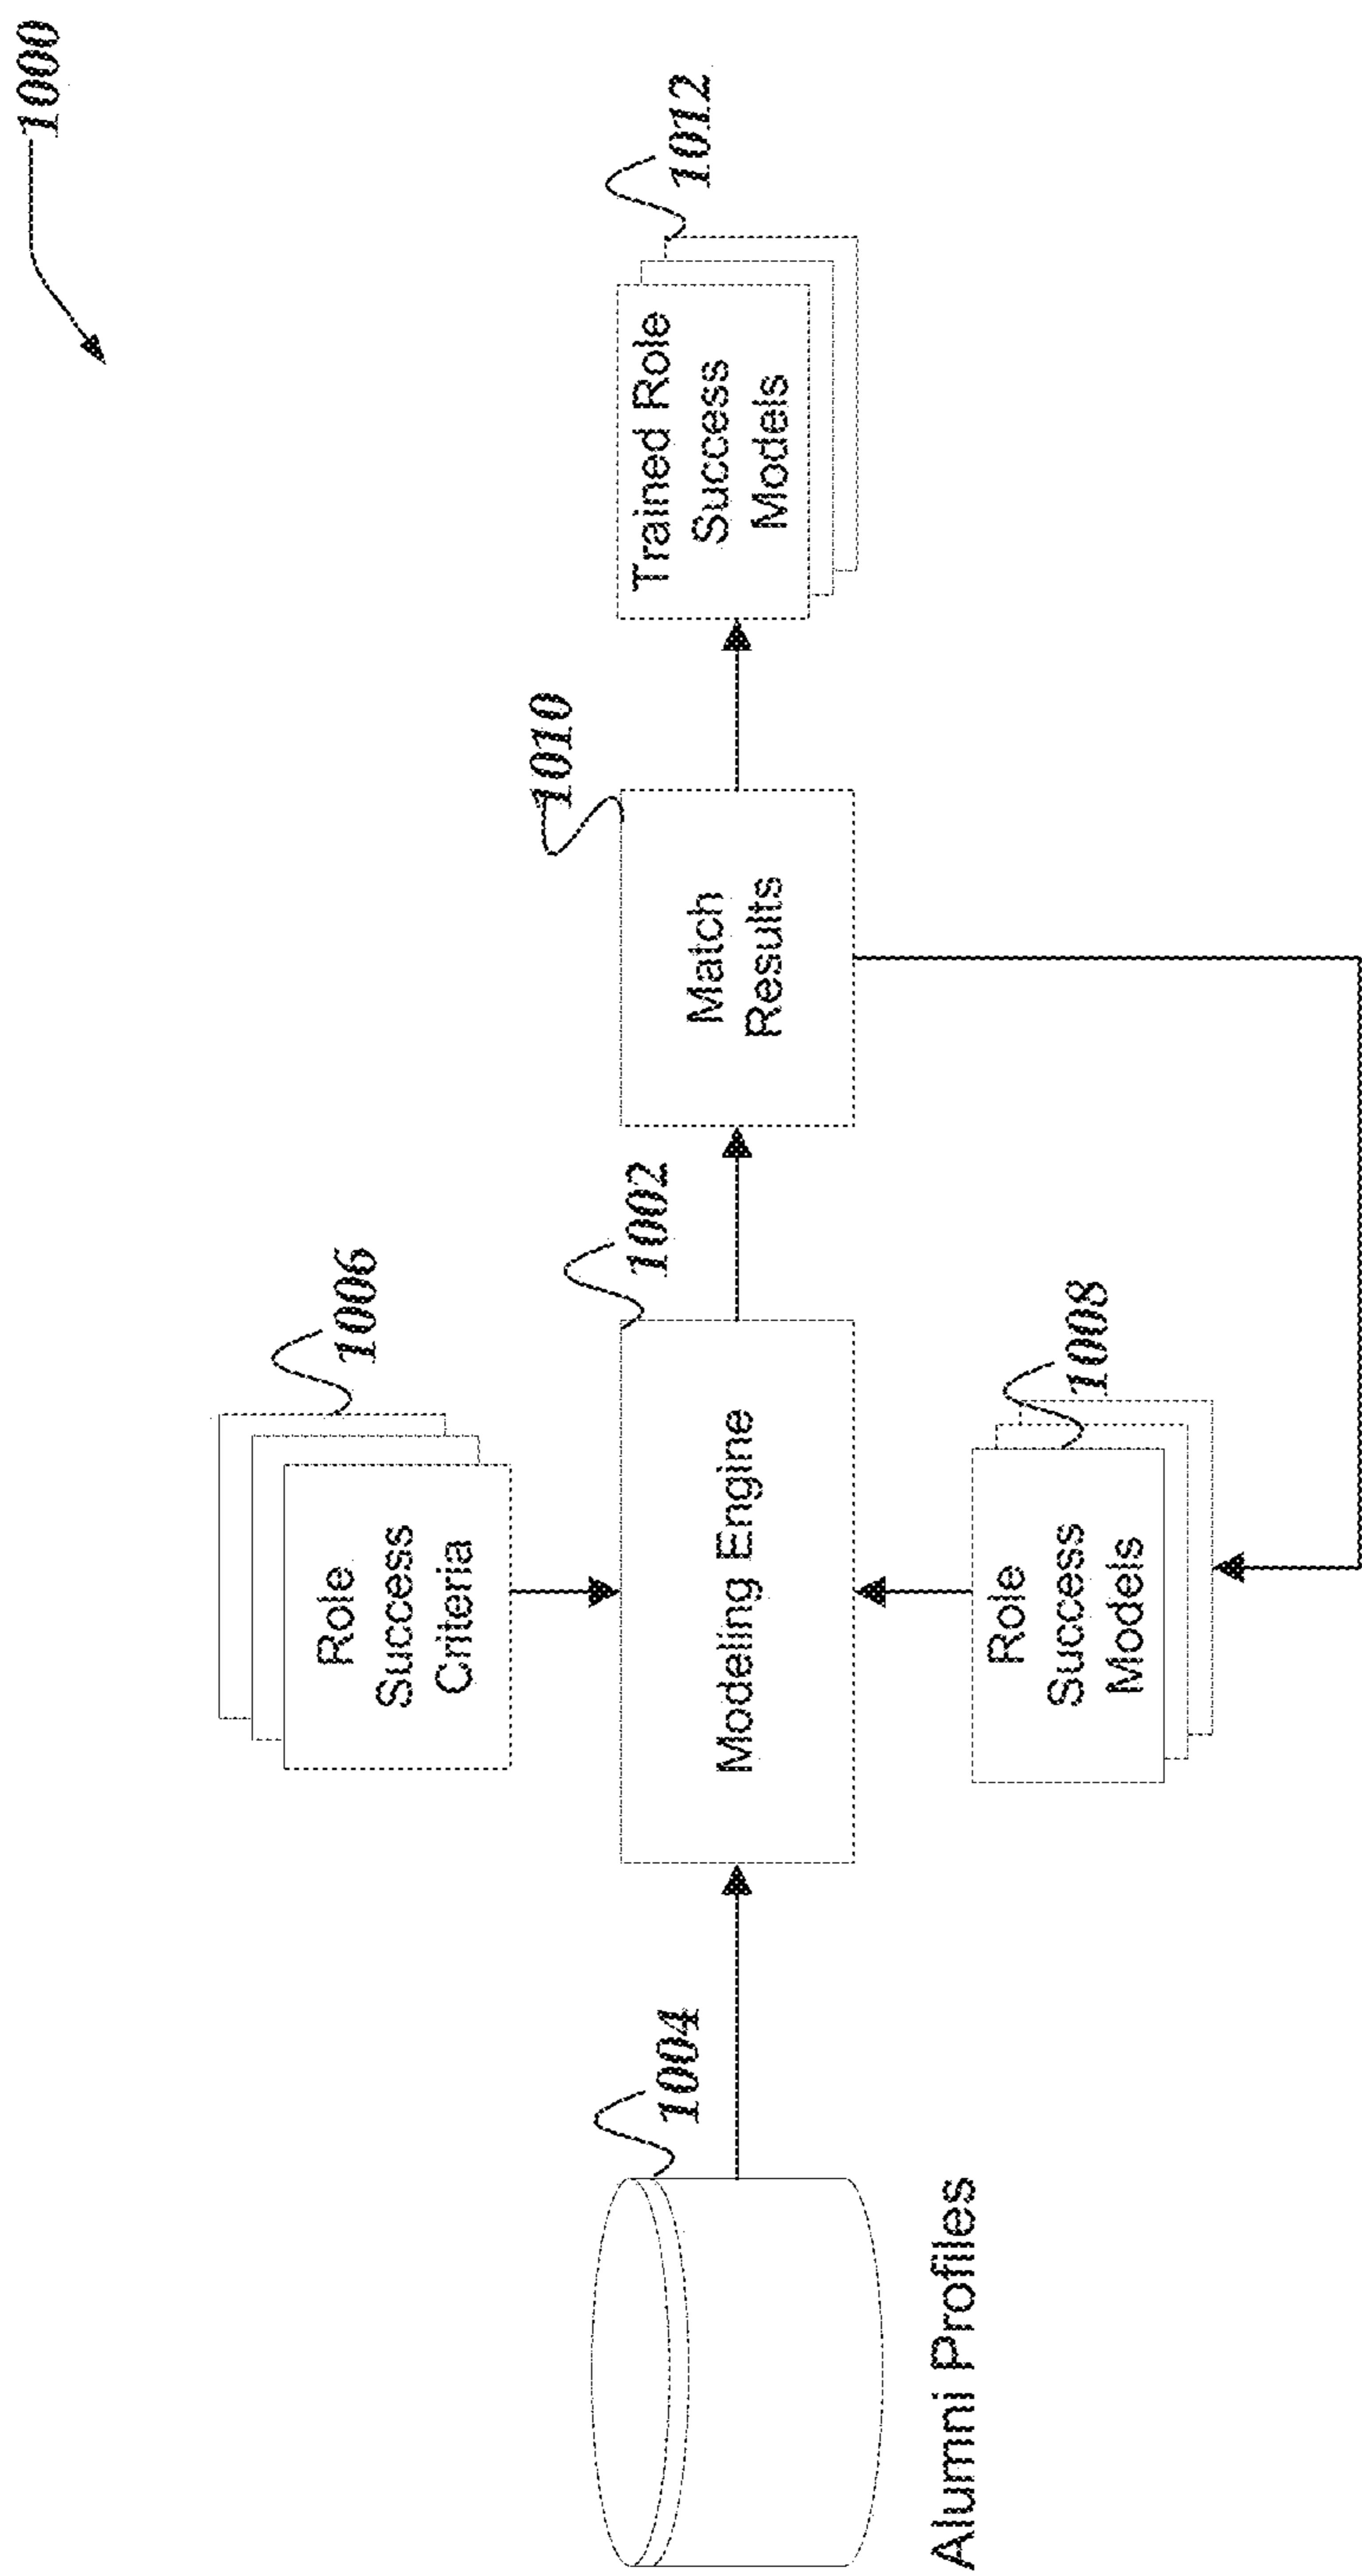 1000
1006
Role
Success
Criteria
1004
1002
1010
1012
Modeling Engine
Match
Results
Trained Role
Success
Models
1008
Role
Success
Models
Alumni Profiles